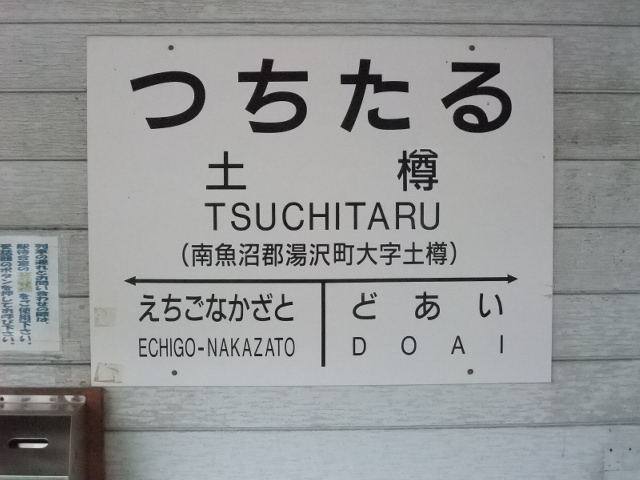 つちたる
土樽
TSUCHITARU
（南魚沼郡湯沢町大字土樽）
えちごなかざと
ECHIGO-NAKAZATO
どあい
DOAI